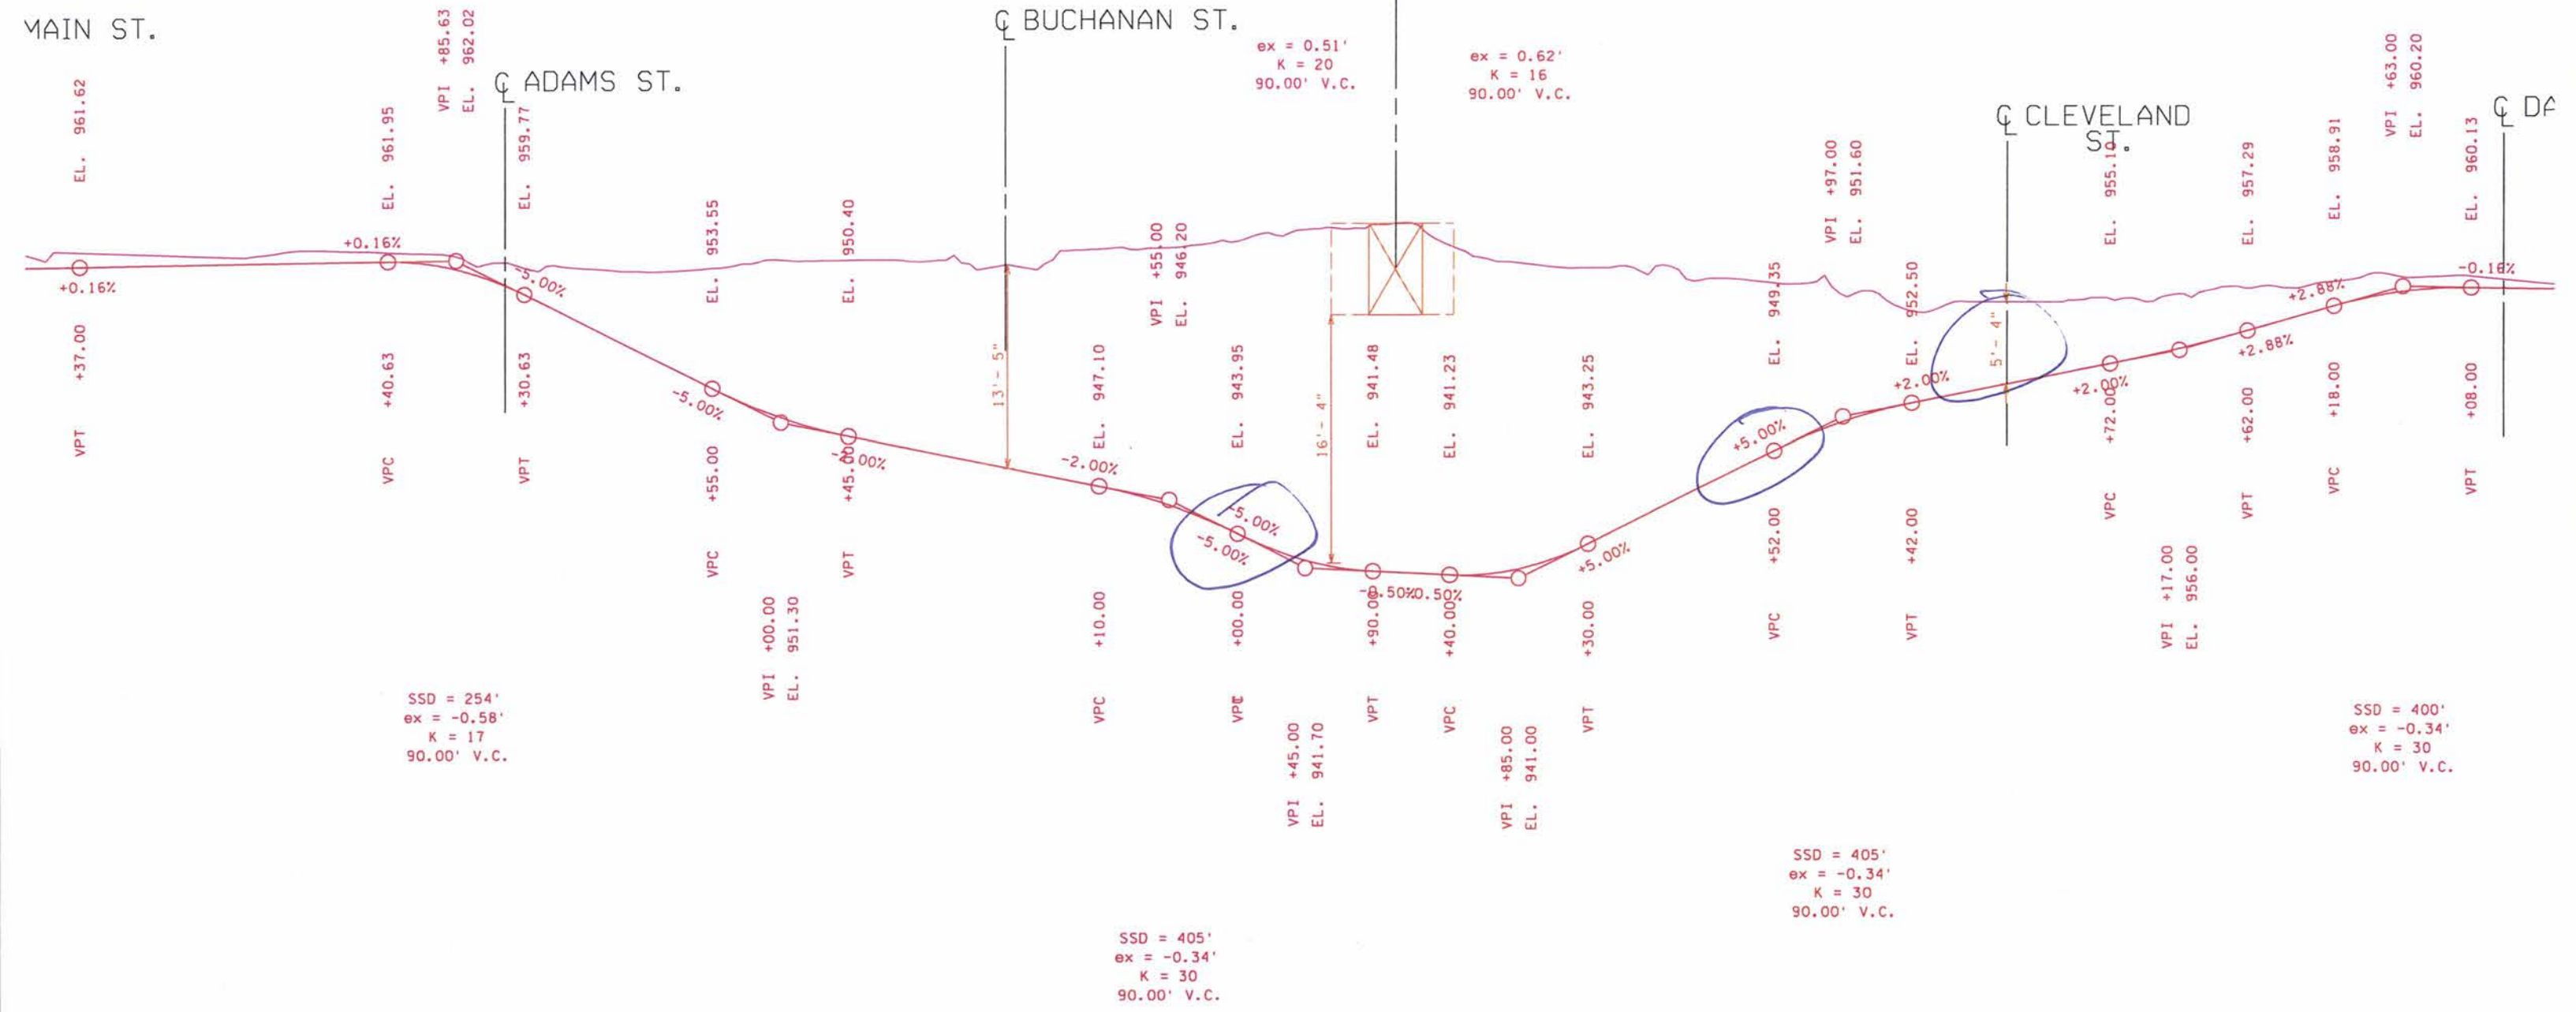 MAIN ST.
EL. 961.62
EL. 961.95
VPI +85.63
EL. 962.02
℄ ADAMS ST.
EL. 959.77
℄ BUCHANAN ST.
ex = 0.51'
K = 20
90.00' V.C.
ex = 0.62'
K = 16
90.00' V.C.
℄ CLEVELAND
ST.
VPI +63.00
EL. 960.20
℄ DA
EL. 953.55
EL. 950.40
VPI +55.00
EL. 946.20
VPI +97.00
EL. 951.60
EL. 955.10
EL. 957.29
EL. 958.91
EL. 960.13
+0.16%
+0.16%
-5.00%
-5.00%
-2.00%
-2.00%
-5.00%
-5.00%
-0.50%
0.50%
+5.00%
+5.00%
+2.00%
+2.00%
+2.88%
+2.88%
-0.16%
13'-5"
16'-4"
5'-4"
EL. 947.10
EL. 943.95
EL. 941.48
EL. 941.23
EL. 943.25
EL. 949.35
EL. 952.50
VPT +37.00
VPC +40.63
VPT +30.63
VPC +55.00
VPI +00.00
EL. 951.30
VPT +45.00
VPC +10.00
+00.00
VPI +45.00
EL. 941.70
VPT +90.00
VPC +40.00
VPI +85.00
EL. 941.00
VPT +30.00
VPC +52.00
VPT +42.00
VPC +72.00
VPI +17.00
EL. 956.00
VPT +62.00
VPC +18.00
VPT +08.00
SSD = 254'
ex = -0.58'
K = 17
90.00' V.C.
SSD = 405'
ex = -0.34'
K = 30
90.00' V.C.
SSD = 405'
ex = -0.34'
K = 30
90.00' V.C.
SSD = 400'
ex = -0.34'
K = 30
90.00' V.C.